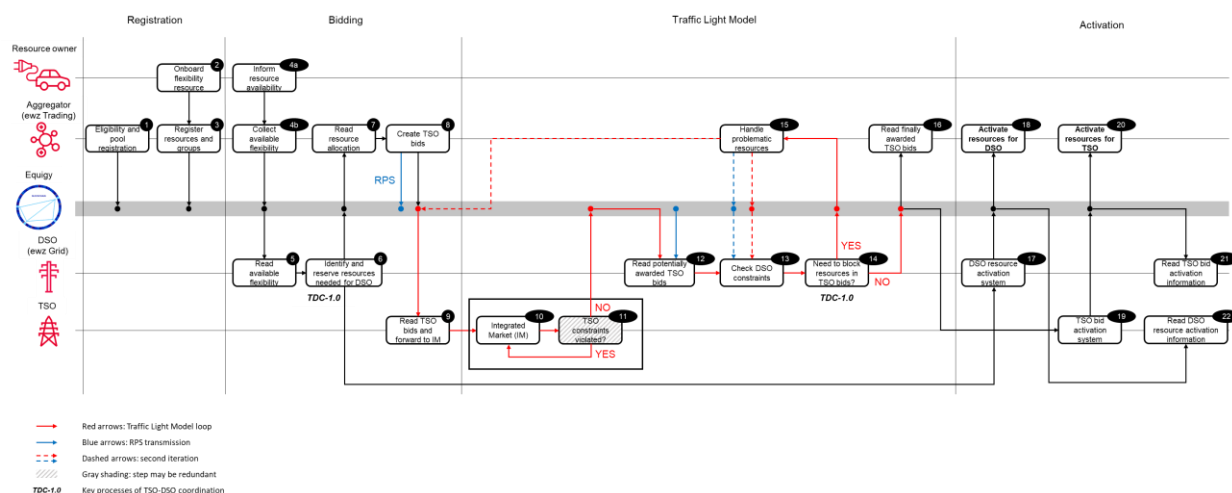 Registration
Bidding
Traffic Light Model
Activation
Resource owner
Aggregator
(ewz Trading)
Equigy
DSO
(ewz Grid)
TSO
1
Eligibility and
pool
registration
2
Onboard
flexibility
resource
3
Register
resources and
groups
4a
Inform
resource
availability
4b
Collect
available
flexibility
5
Read
available
flexibility
6
Identify and
reserve resources
needed for DSO
TDC-1.0
7
Read
resource
allocation
8
Create TSO
bids
RPS
9
Read TSO
bids and
forward to IM
10
Integrated
Market (IM)
11
TSO
constraints
violated?
NO
YES
12
Read potentially
awarded TSO
bids
13
Check DSO
constraints
14
Need to block
resources in
TSO bids?
TDC-1.0
YES
NO
15
Handle
problematic
resources
16
Read finally
awarded
TSO bids
17
DSO resource
activation
system
18
Activate
resources for
DSO
19
TSO bid
activation
system
20
Activate
resources for
TSO
21
Read TSO bid
activation
information
22
Read DSO
resource activation
information
Red arrows: Traffic Light Model loop
Blue arrows: RPS transmission
Dashed arrows: second iteration
Gray shading: step may be redundant
TDC-1.0 Key processes of TSO-DSO coordination